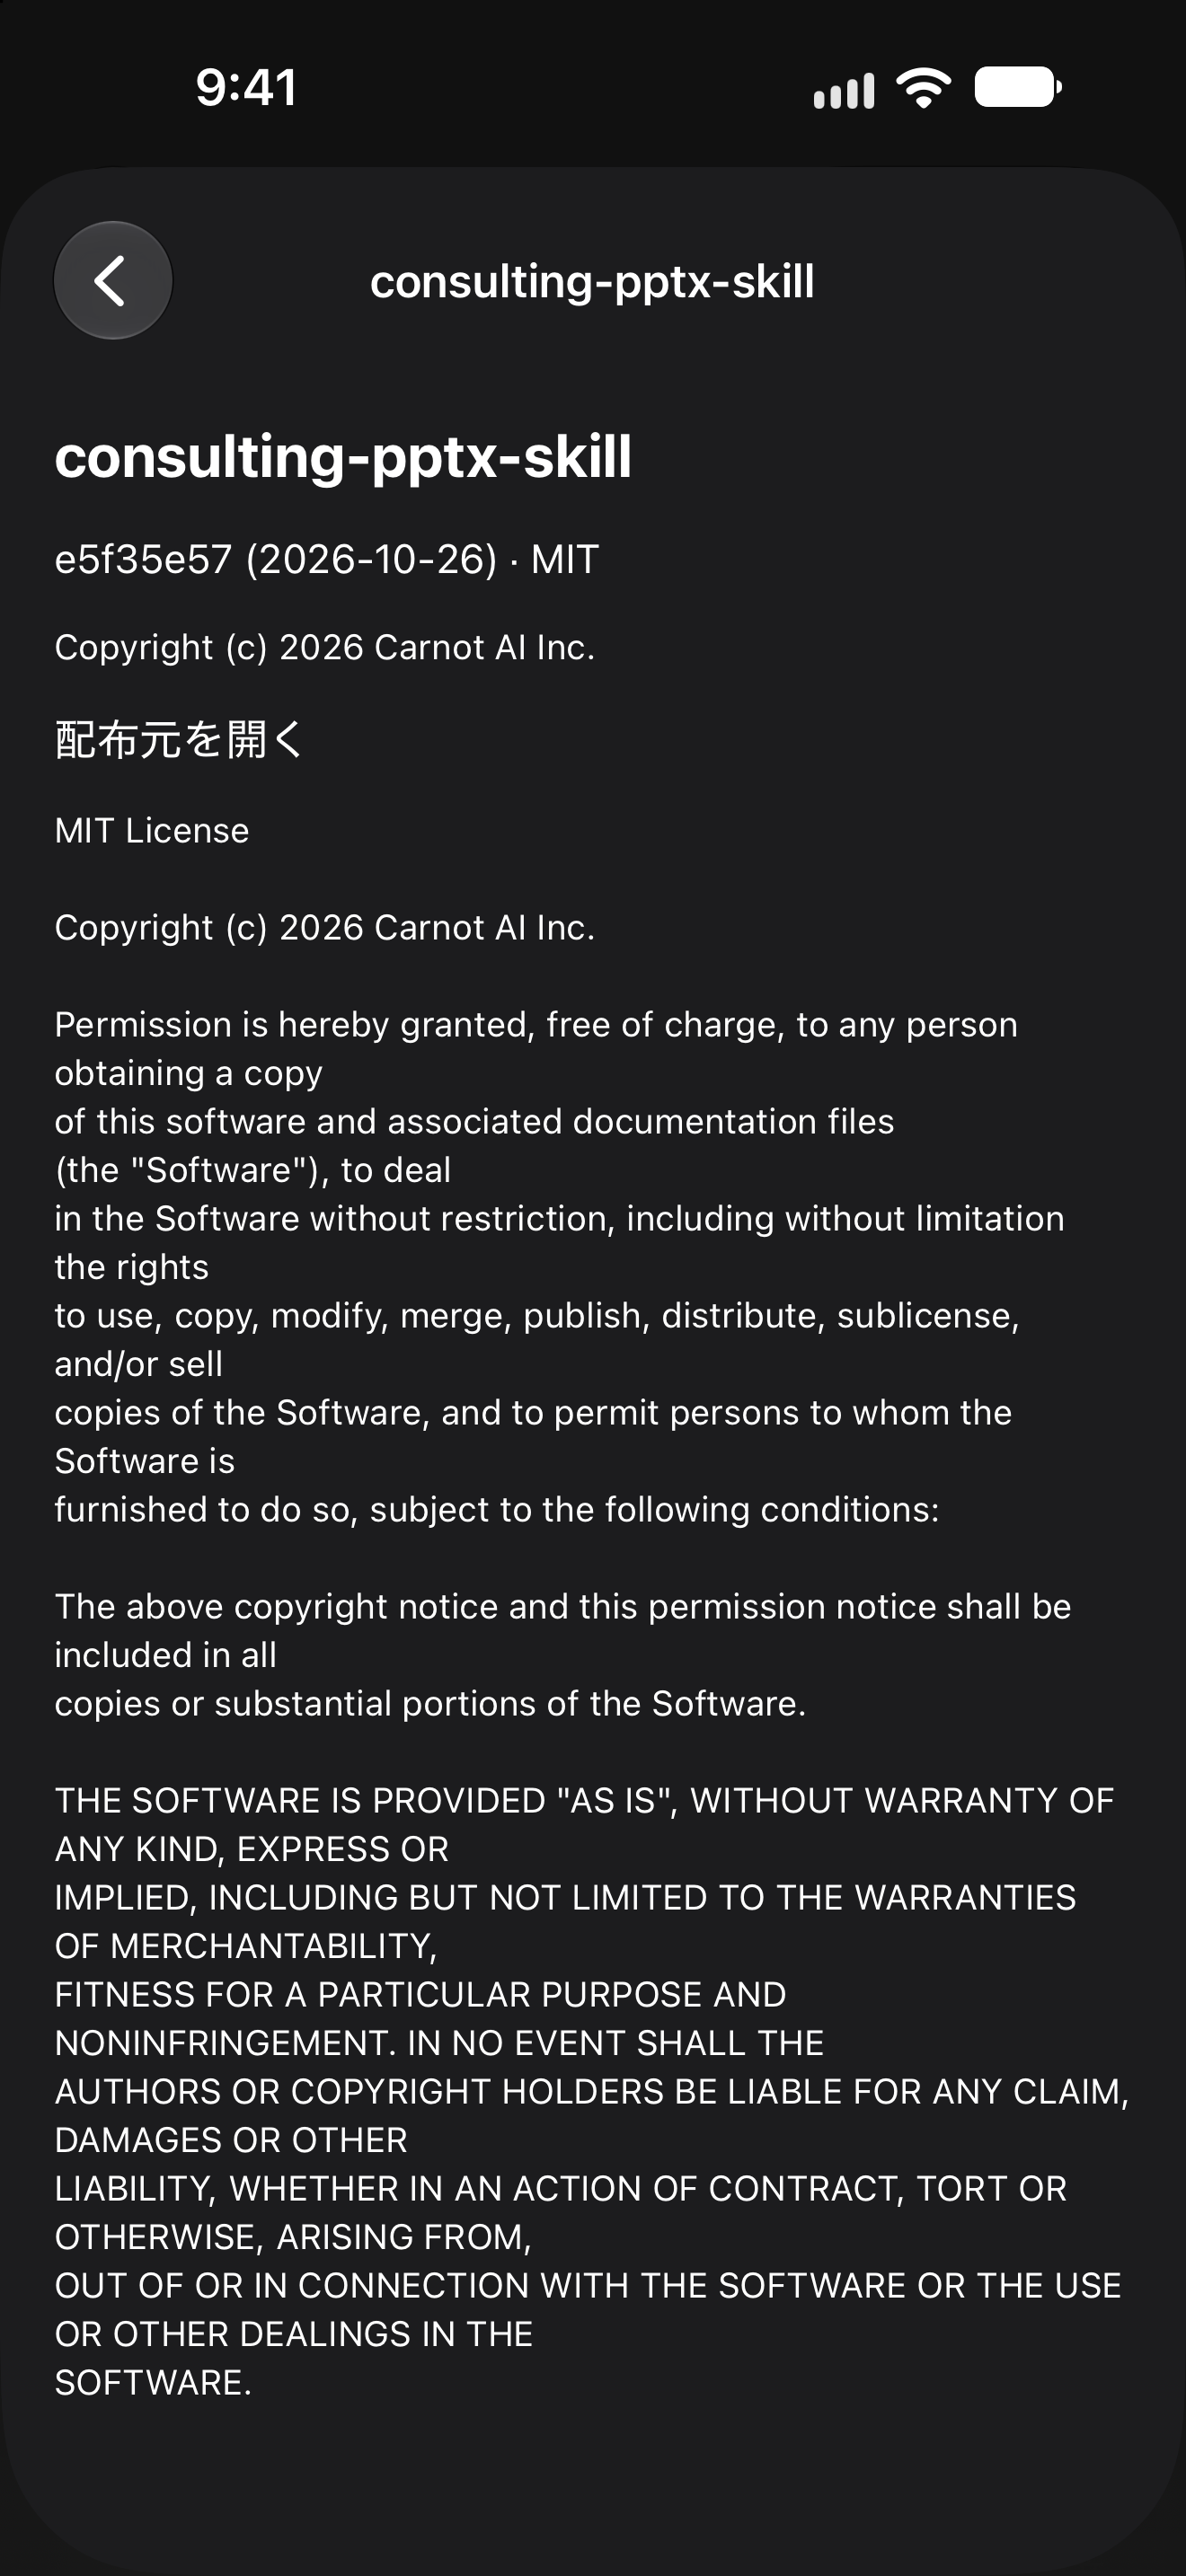 9:41
consulting-pptx-skill
consulting-pptx-skill
e5f35e57 (2026-10-26) · MIT
Copyright (c) 2026 Carnot AI Inc.
配布元を開く
MIT License
Copyright (c) 2026 Carnot AI Inc.
Permission is hereby granted, free of charge, to any person
obtaining a copy
of this software and associated documentation files
(the "Software"), to deal
in the Software without restriction, including without limitation
the rights
to use, copy, modify, merge, publish, distribute, sublicense,
and/or sell
copies of the Software, and to permit persons to whom the
Software is
furnished to do so, subject to the following conditions:
The above copyright notice and this permission notice shall be
included in all
copies or substantial portions of the Software.
THE SOFTWARE IS PROVIDED "AS IS", WITHOUT WARRANTY OF
ANY KIND, EXPRESS OR
IMPLIED, INCLUDING BUT NOT LIMITED TO THE WARRANTIES
OF MERCHANTABILITY,
FITNESS FOR A PARTICULAR PURPOSE AND
NONINFRINGEMENT. IN NO EVENT SHALL THE
AUTHORS OR COPYRIGHT HOLDERS BE LIABLE FOR ANY CLAIM,
DAMAGES OR OTHER
LIABILITY, WHETHER IN AN ACTION OF CONTRACT, TORT OR
OTHERWISE, ARISING FROM,
OUT OF OR IN CONNECTION WITH THE SOFTWARE OR THE USE
OR OTHER DEALINGS IN THE
SOFTWARE.